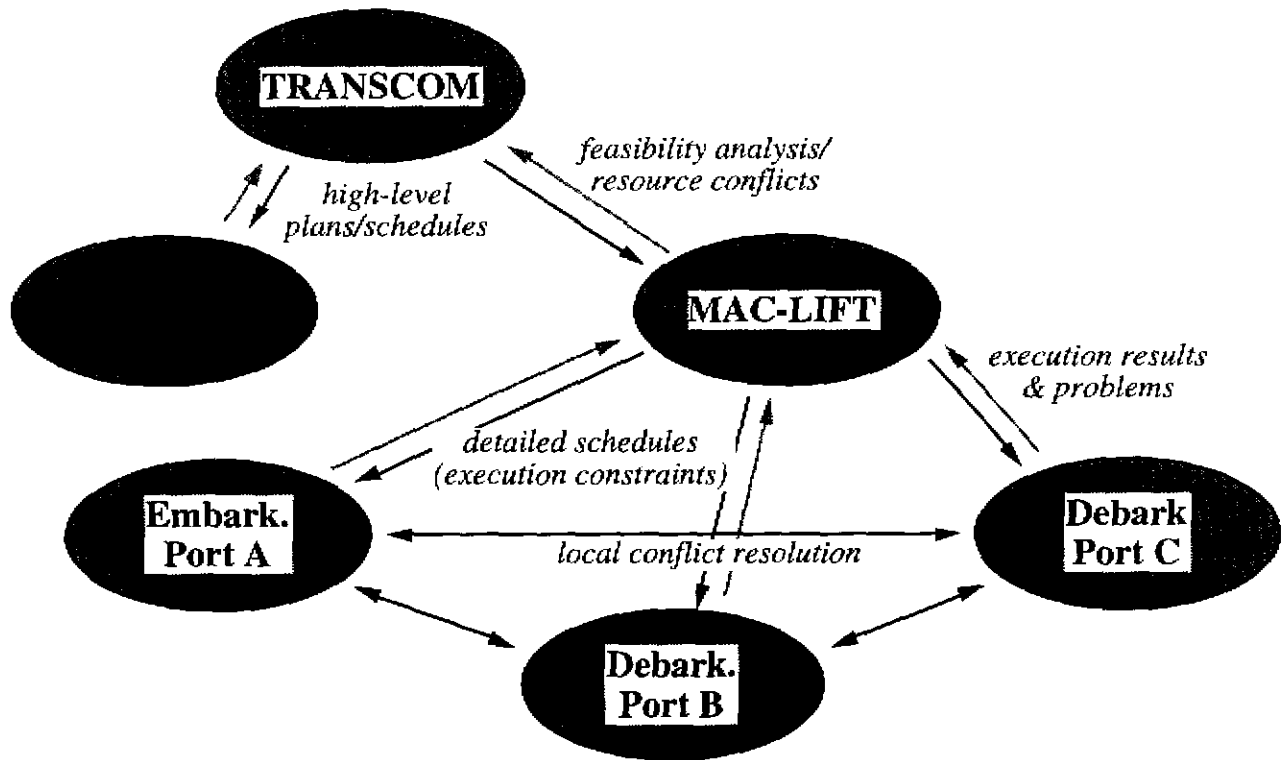 TRANSCOM
feasibility analysis/
resource conflicts
high-level
plans/schedules
MAC-LIFT
execution results
& problems
detailed schedules
(execution constraints)
Embark.
Port A
local conflict resolution
Debark
Port C
Debark.
Port B